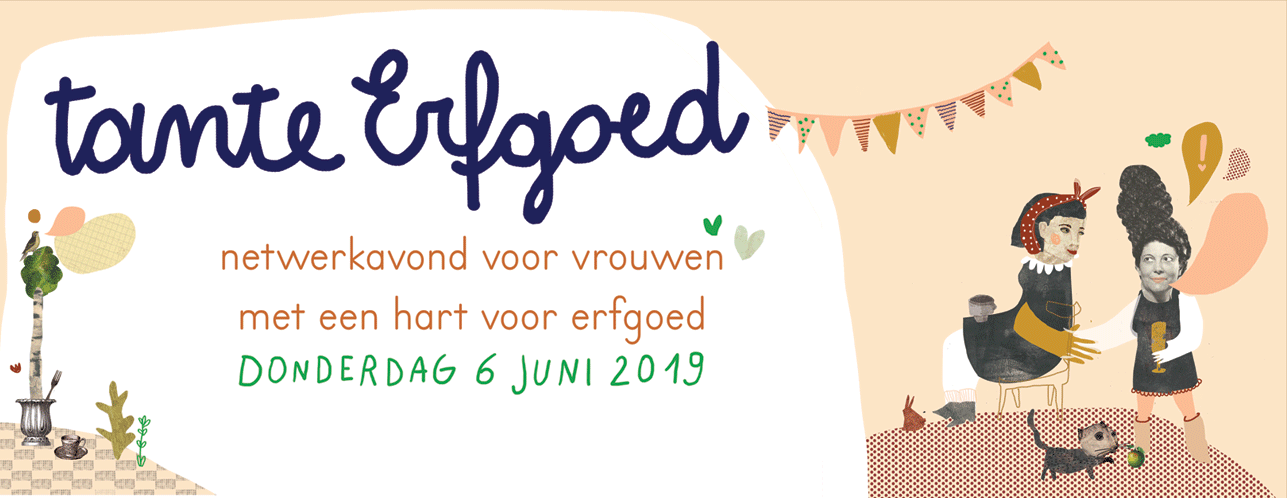 tante Erfgoed
netwerkavond voor vrouwen
met een hart voor erfgoed
DONDERDAG 6 JUNI 2019
!